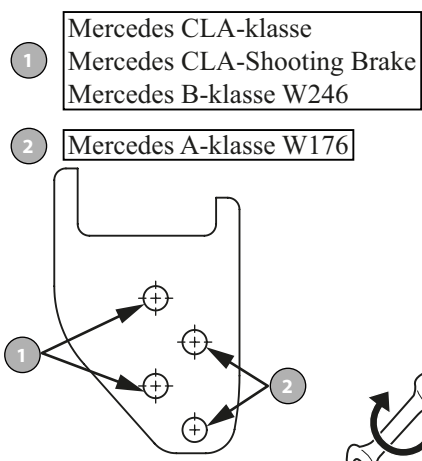 1
Mercedes CLA-klasse
Mercedes CLA-Shooting Brake
Mercedes B-klasse W246
2
Mercedes A-klasse W176
1
2